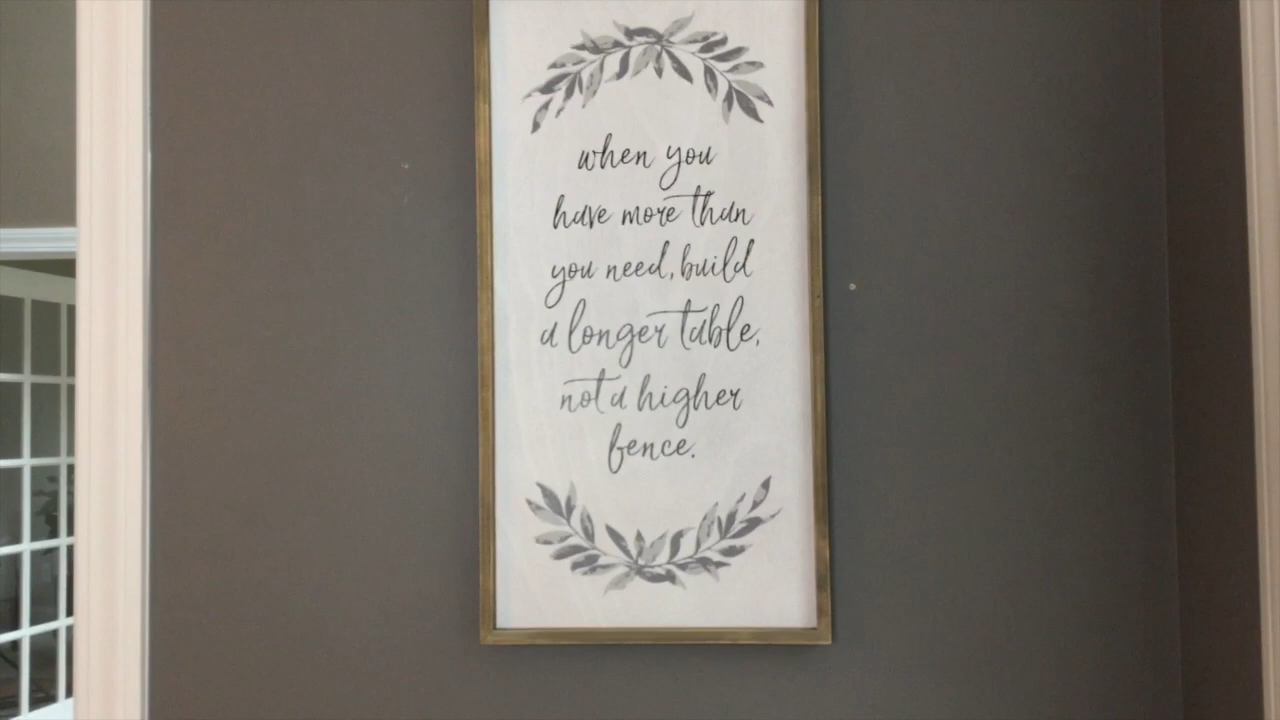 when you
have more than
you need, build
a longer table,
not a higher
fence.